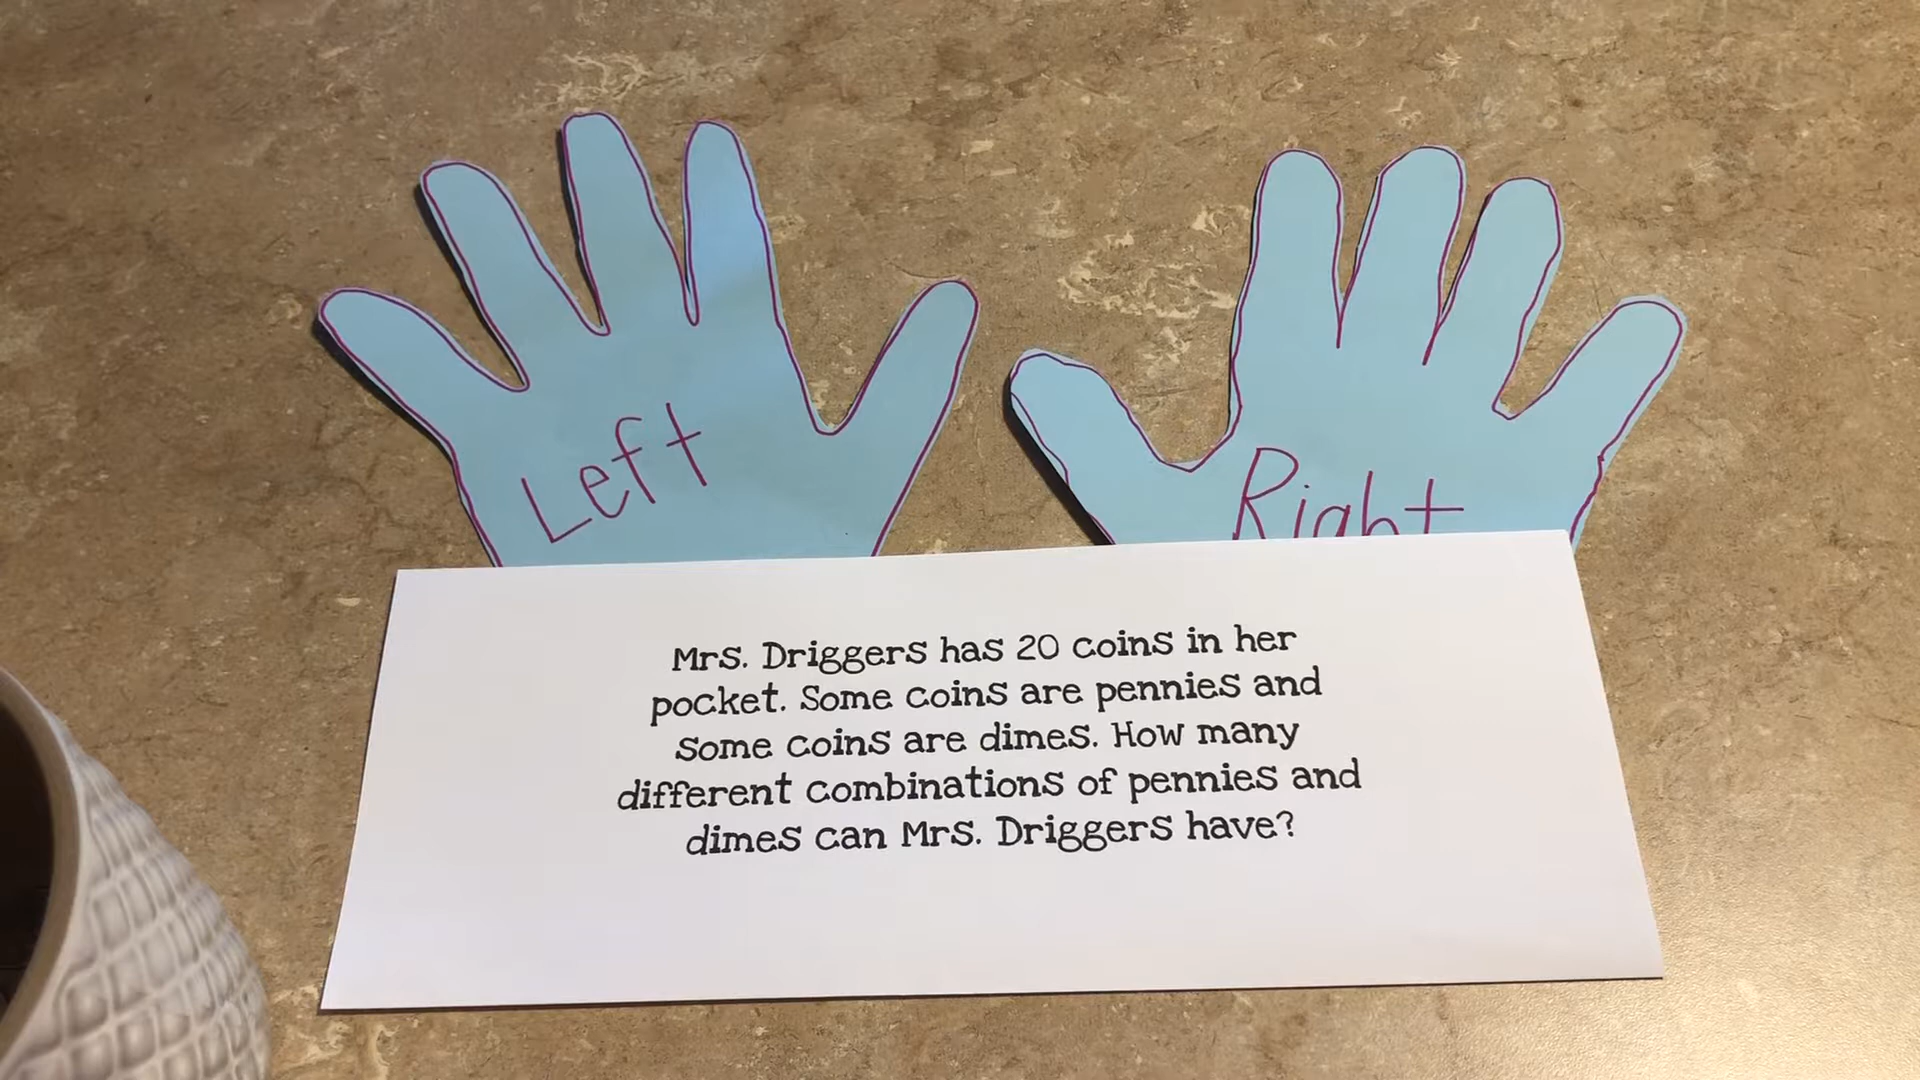 Left
Right
Mrs. Driggers has 20 coins in her
pocket. Some coins are pennies and
some coins are dimes. How many
different combinations of pennies and
dimes can Mrs. Driggers have?